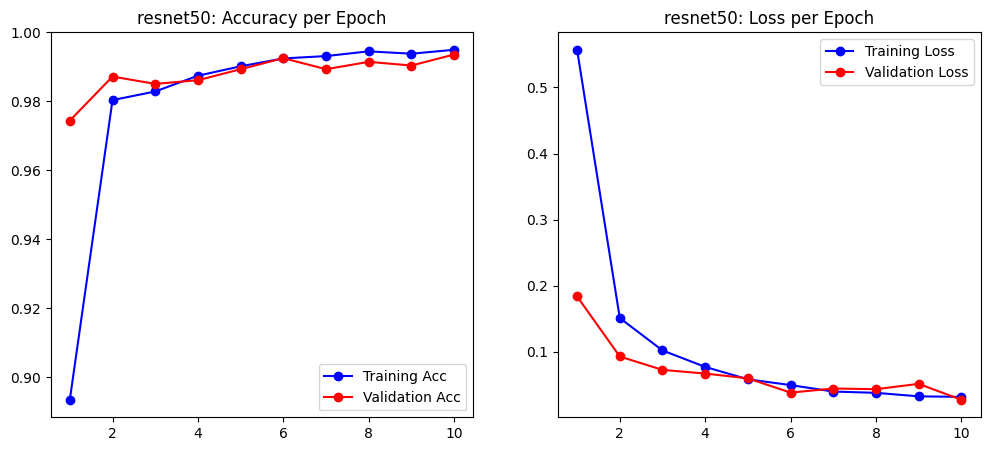 resnet50: Accuracy per Epoch
1.00
0.98
0.96
0.94
0.92
0.90
2 4 6 8 10
Training Acc
Validation Acc
resnet50: Loss per Epoch
0.5
0.4
0.3
0.2
0.1
2 4 6 8 10
Training Loss
Validation Loss